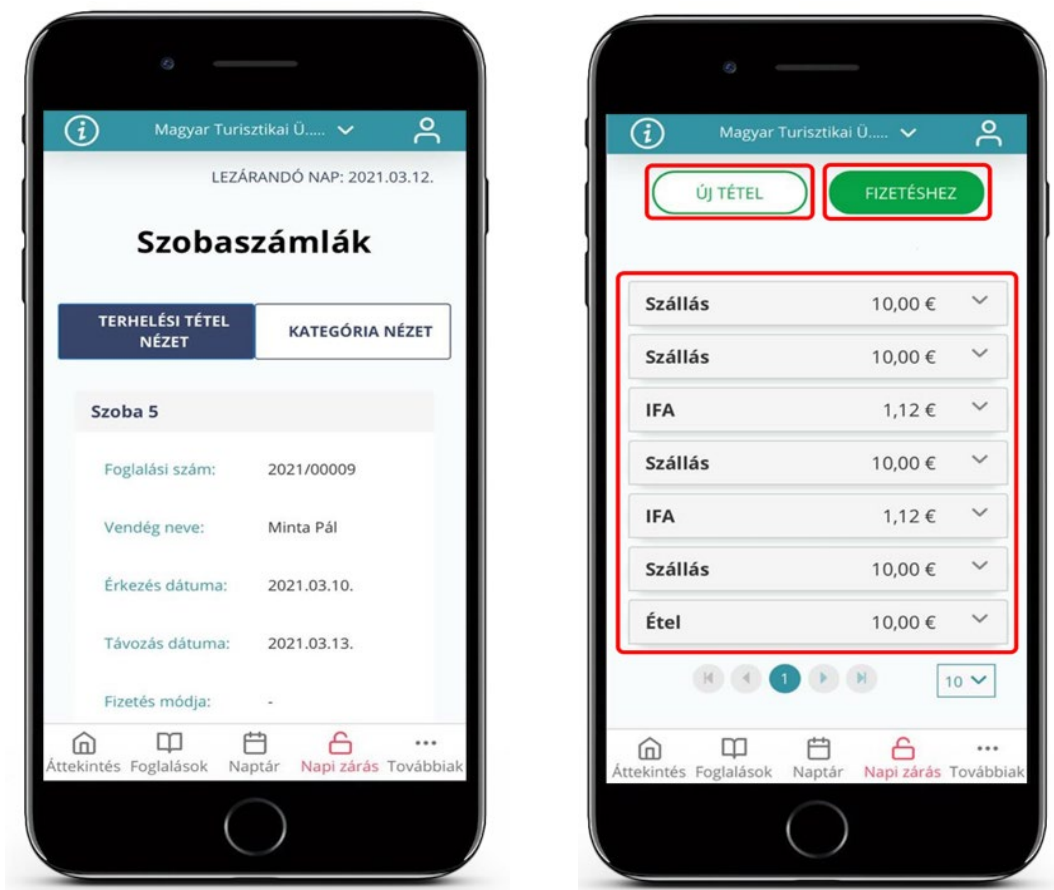 Magyar Turisztikai Ü.....
LEZÁRANDÓ NAP: 2021.03.12.
Szobaszámlák
TERHELÉSI TÉTEL
NÉZET
KATEGÓRIA NÉZET
Szoba 5
Foglalási szám: 2021/00009
Vendég neve: Minta Pál
Érkezés dátuma: 2021.03.10.
Távozás dátuma: 2021.03.13.
Fizetés módja: -
Áttekintés Foglalások Naptár Napi zárás Továbbiak
Magyar Turisztikai Ü.....
ÚJ TÉTEL FIZETÉSHEZ
Szállás 10,00 €
Szállás 10,00 €
IFA 1,12 €
Szállás 10,00 €
IFA 1,12 €
Szállás 10,00 €
Étel 10,00 €
1 10
Áttekintés Foglalások Naptár Napi zárás Továbbiak